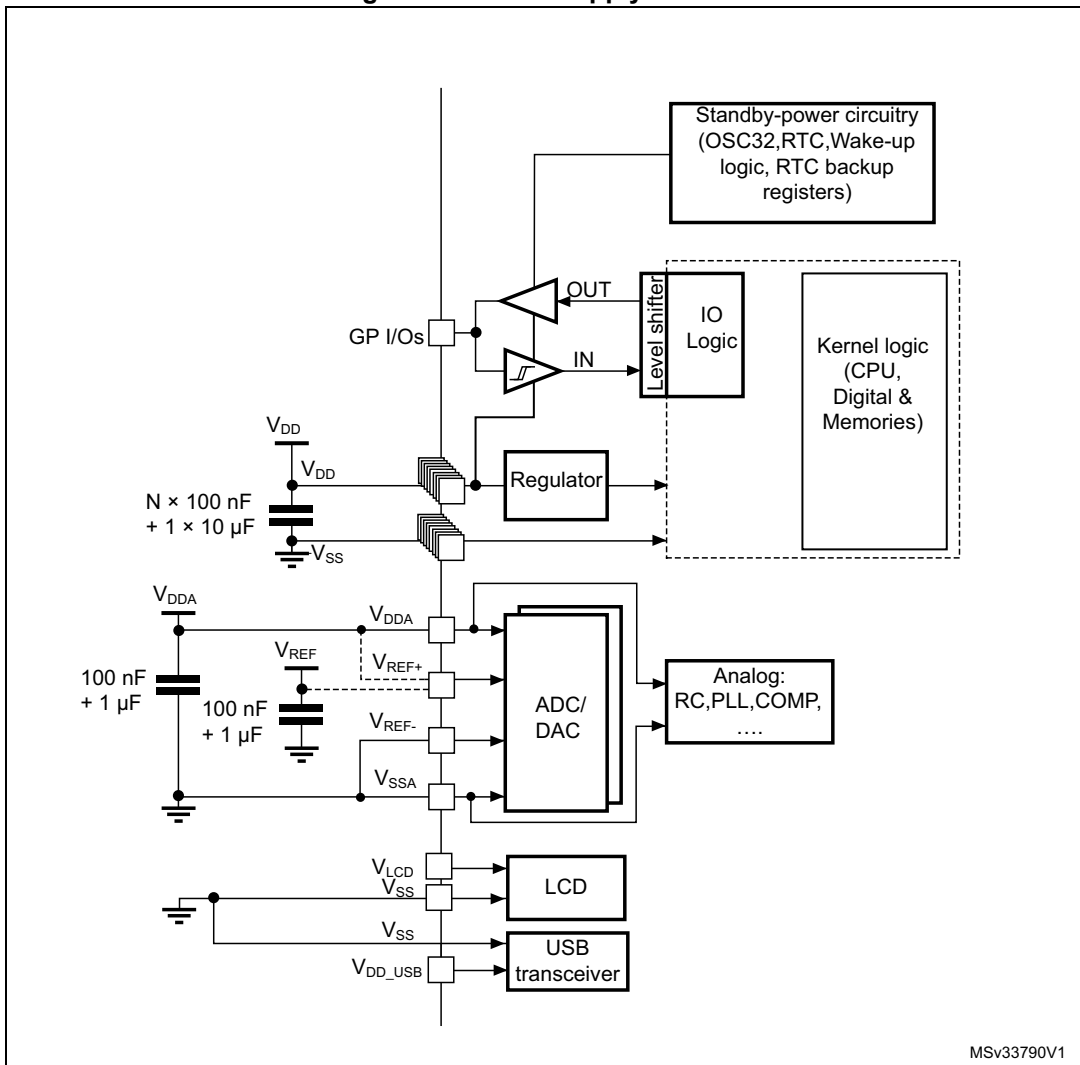 Standby-power circuitry
(OSC32,RTC,Wake-up
logic, RTC backup
registers)
OUT
Level shifter
IO
Logic
GP I/Os
IN
Kernel logic
(CPU,
Digital &
Memories)
VDD
VDD
Regulator
N × 100 nF
+ 1 × 10 µF
VSS
VDDA
VDDA
VREF
VREF+
100 nF
+ 1 µF
100 nF
+ 1 µF
ADC/
DAC
Analog:
RC,PLL,COMP,
....
VREF-
VSSA
VLCD
VSS
LCD
VSS
USB
transceiver
VDD_USB
MSv33790V1